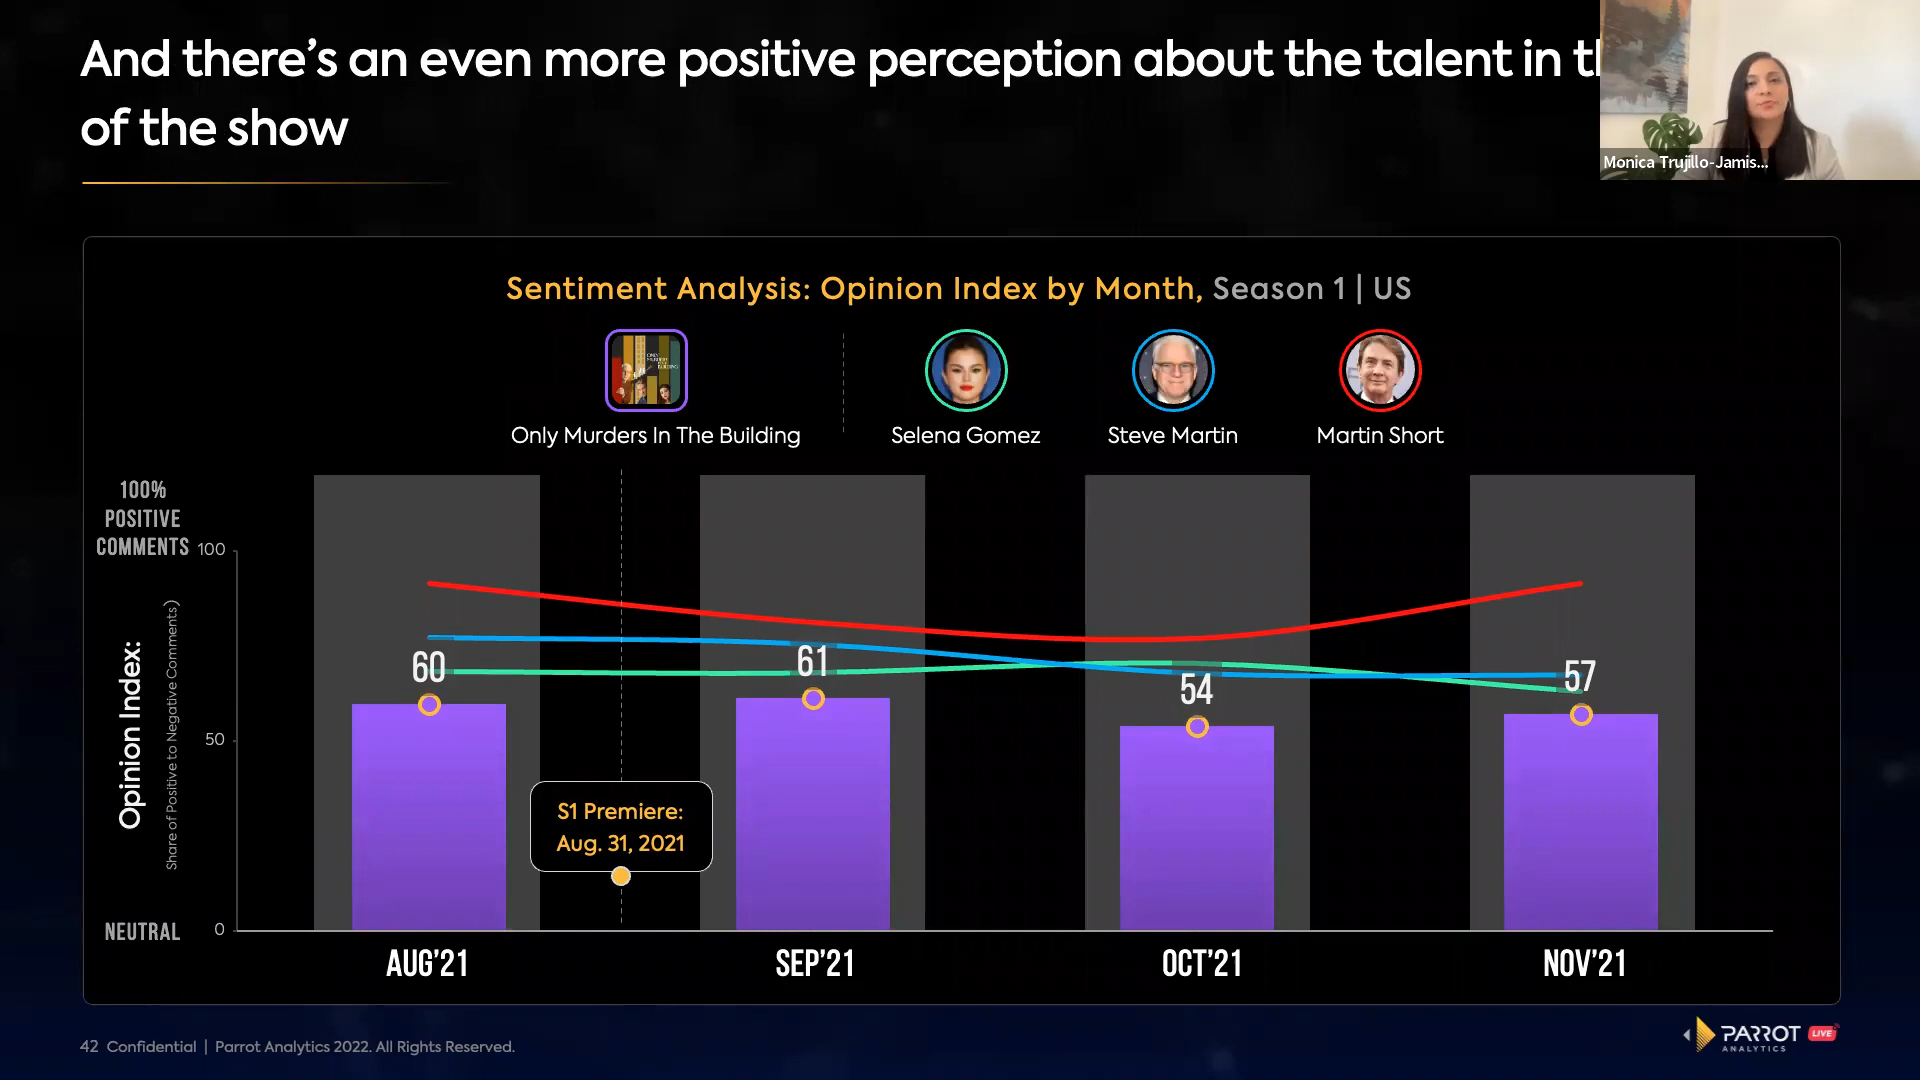 And there's an even more positive perception about the talent in
of the show
Monica Trujillo-Jamis...
Sentiment Analysis: Opinion Index by Month, Season 1 | US
Only Murders In The Building
Selena Gomez
Steve Martin
Martin Short
100%
POSITIVE
COMMENTS
100
50
0
NEUTRAL
Opinion Index:
Share of Positive to Negative Comments)
60
61
54
57
S1 Premiere:
Aug. 31, 2021
AUG'21
SEP'21
OCT'21
NOV'21
42 Confidential | Parrot Analytics 2022. All Rights Reserved.
PARROT
ANALYTICS
LIVE